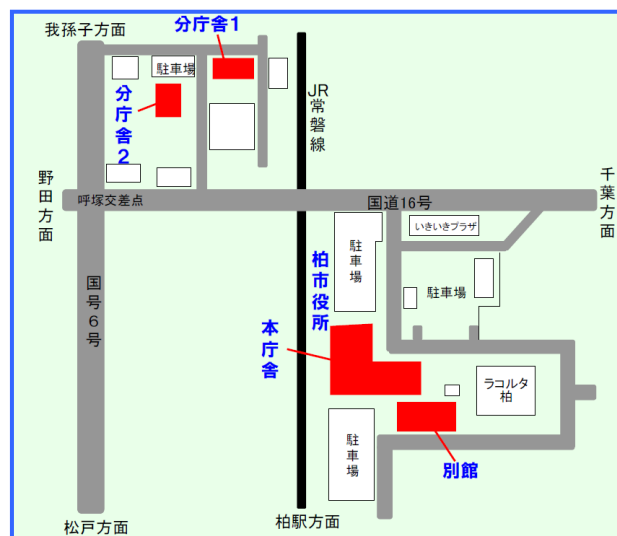 我孫子方面
分庁舎1
駐車場
分庁舎2
JR常磐線
野田方面
千葉方面
呼塚交差点
国道16号
いきいきプラザ
駐車場
柏市役所
駐車場
国号6号
本庁舎
ラコルタ
柏
駐車場
別館
松戸方面
柏駅方面